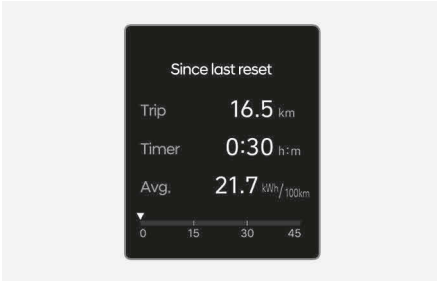 Since last reset
Trip 16.5 km
Timer 0:30 h:m
Avg. 21.7 kWh/100km
0 15 30 45